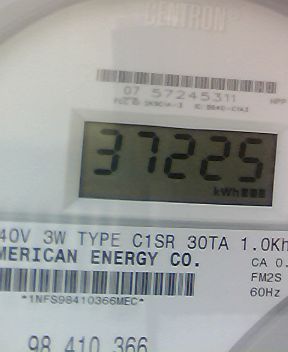 CENTRON®
07 57245311
37225
kWh
40V 3W TYPE C1SR 30TA 1.0Kh
MERICAN ENERGY CO.
CA 0.
FM2S
60Hz
*1NFS98410366MEC*
98 410 366